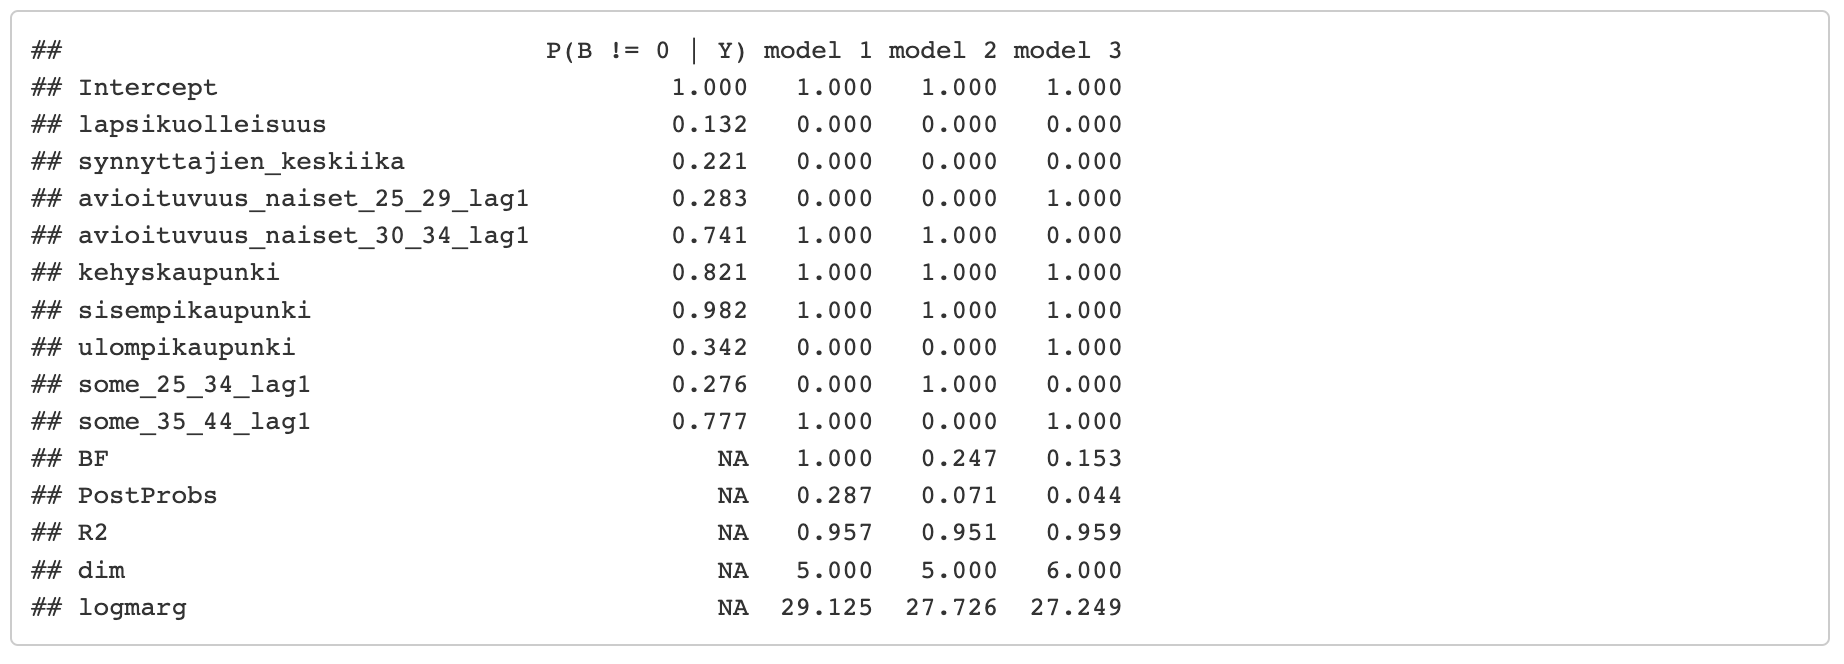 ##                                P(B != 0 | Y) model 1 model 2 model 3
## Intercept                              1.000   1.000   1.000   1.000
## lapsikuolleisuus                       0.132   0.000   0.000   0.000
## synnyttajien_keskiika                  0.221   0.000   0.000   0.000
## avioituvuus_naiset_25_29_lag1          0.283   0.000   0.000   1.000
## avioituvuus_naiset_30_34_lag1          0.741   1.000   1.000   0.000
## kehyskaupunki                          0.821   1.000   1.000   1.000
## sisempikaupunki                        0.982   1.000   1.000   1.000
## ulompikaupunki                         0.342   0.000   0.000   1.000
## some_25_34_lag1                        0.276   0.000   1.000   0.000
## some_35_44_lag1                        0.777   1.000   0.000   1.000
## BF                                        NA   1.000   0.247   0.153
## PostProbs                                 NA   0.287   0.071   0.044
## R2                                        NA   0.957   0.951   0.959
## dim                                       NA   5.000   5.000   6.000
## logmarg                                   NA  29.125  27.726  27.249